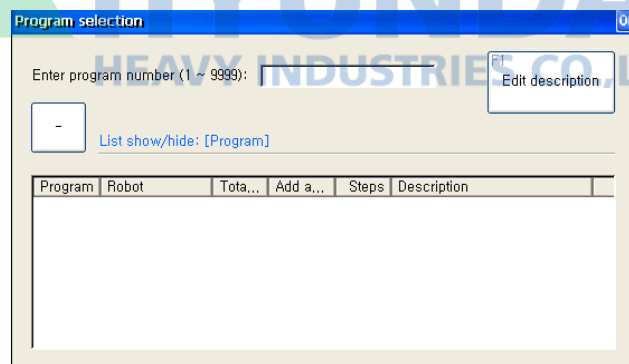 HYUNDA
Program selection
HEAVY INDUSTRIES CO.,L
Enter program number (1 ~ 9999):
F1
Edit description
-
List show/hide: [Program]
Program Robot Tota... Add a... Steps Description